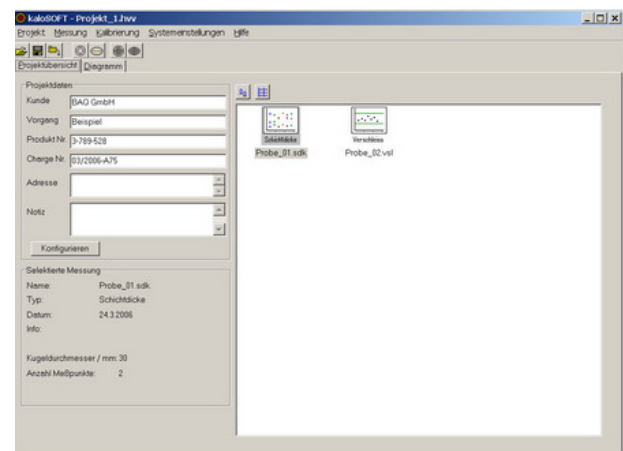 kaloSOFT - Projekt_1.hvv
Projekt Messung Kalibrierung Systemeinstellungen Hilfe
Projektübersicht Diagramm
Projektdaten
Kunde BAQ GmbH
Vorgang Beispiel
Produkt Nr. 3-789-528
Charge Nr. 03/2006-A75
Adresse
Notiz
Konfigurieren
Selektierte Messung
Name: Probe_01.sdk
Typ: Schichtdicke
Datum: 24.3.2006
Info:
Kugeldurchmesser / mm: 30
Anzahl Meßpunkte: 2
Schichtdicke
Probe_01.sdk
Verschleiss
Probe_02.vsl